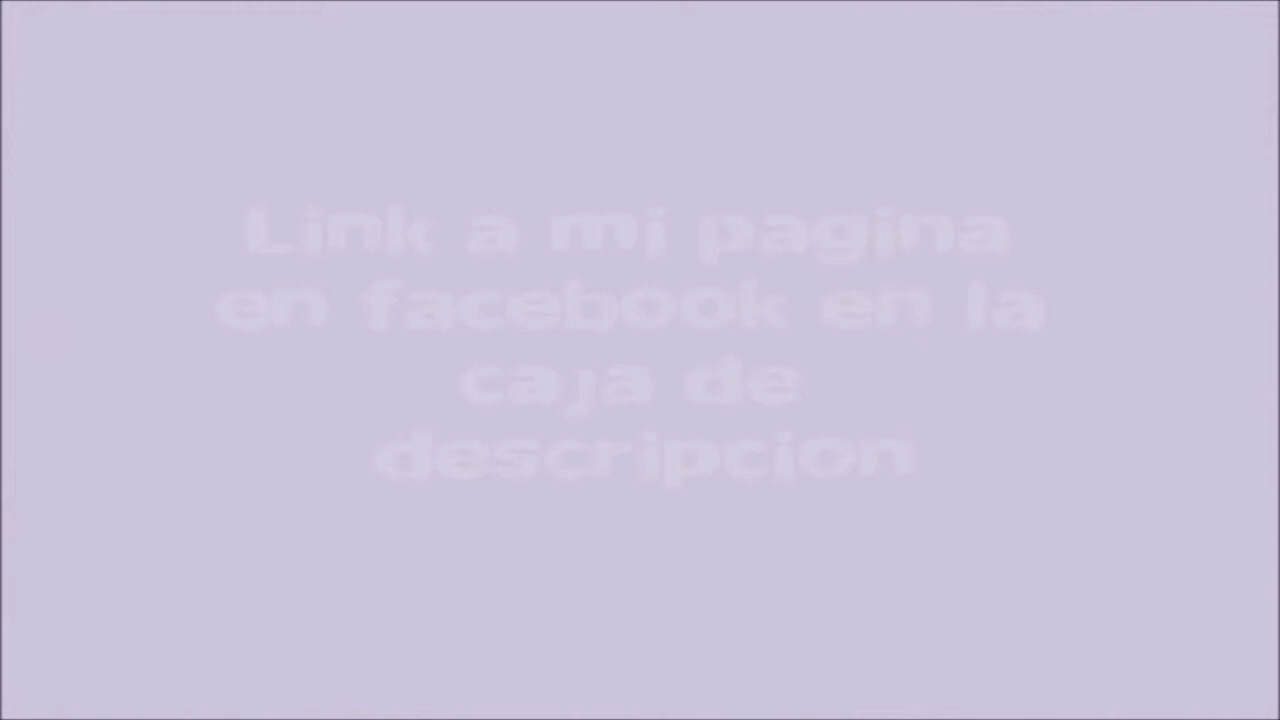 Link a mi pagina
en facebook en la
caja de
descripcion